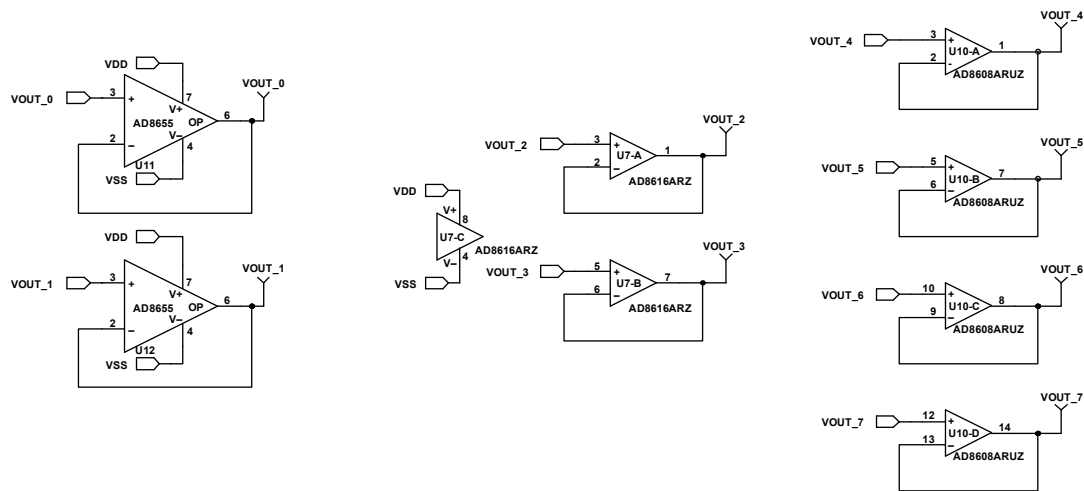 VDD
VOUT_0
VOUT_0
3
+
7
V+
AD8655
OP
6
2
−
V−
4
U11
VSS
VDD
VOUT_1
VOUT_1
3
+
7
V+
AD8655
OP
6
2
−
V−
4
U12
VSS
VDD
V+
8
U7-C
AD8616ARZ
V−
4
VSS
VOUT_2
VOUT_2
3
+
U7-A
1
2
−
AD8616ARZ
VOUT_3
VOUT_3
5
+
U7-B
7
6
−
AD8616ARZ
VOUT_4
VOUT_4
3
+
U10-A
1
2
-
AD8608ARUZ
VOUT_5
VOUT_5
5
+
U10-B
7
6
−
AD8608ARUZ
VOUT_6
VOUT_6
10
+
U10-C
8
9
−
AD8608ARUZ
VOUT_7
VOUT_7
12
+
U10-D
14
13
−
AD8608ARUZ